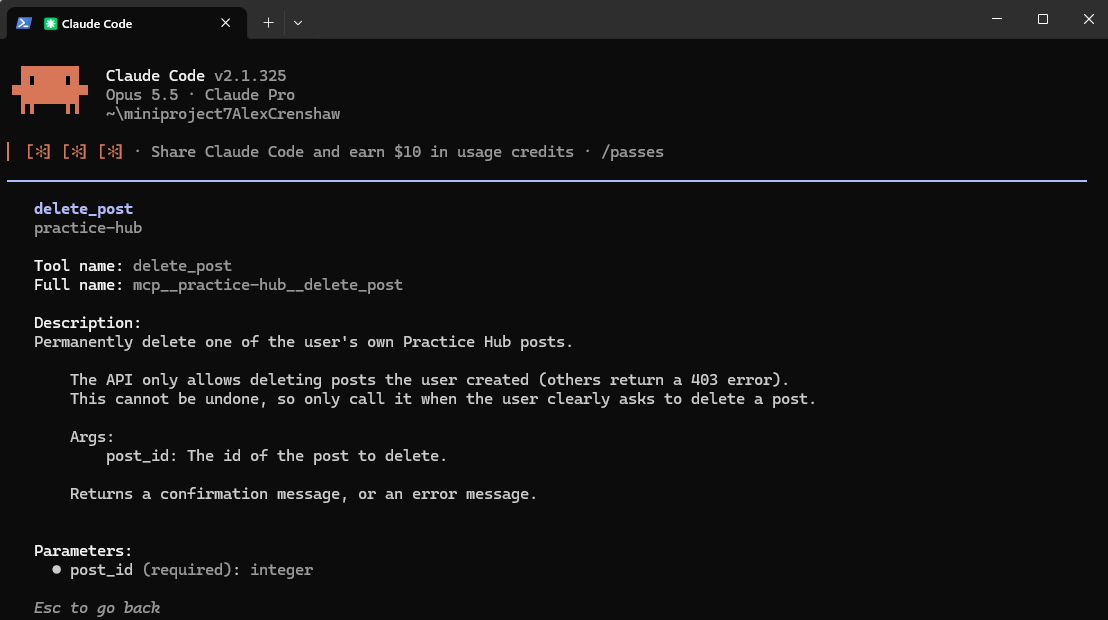 Claude Code
Claude Code v2.1.325
Opus 5.5 · Claude Pro
~\miniproject7AlexCrenshaw
[✻] [✻] [✻] · Share Claude Code and earn $10 in usage credits · /passes
delete_post
practice-hub
Tool name: delete_post
Full name: mcp__practice-hub__delete_post
Description:
Permanently delete one of the user's own Practice Hub posts.
The API only allows deleting posts the user created (others return a 403 error).
This cannot be undone, so only call it when the user clearly asks to delete a post.
Args:
post_id: The id of the post to delete.
Returns a confirmation message, or an error message.
Parameters:
● post_id (required): integer
Esc to go back